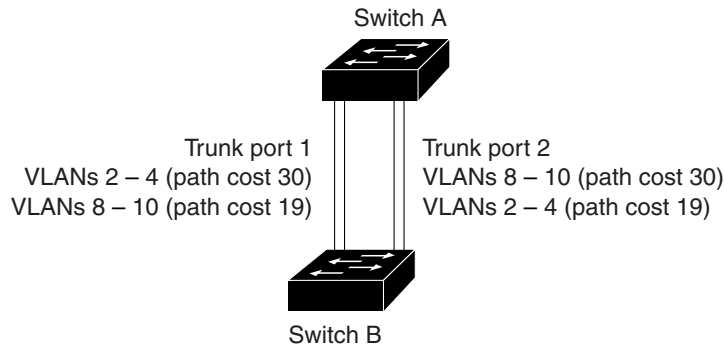 Switch A
Trunk port 1
VLANs 2 – 4 (path cost 30)
VLANs 8 – 10 (path cost 19)
Trunk port 2
VLANs 8 – 10 (path cost 30)
VLANs 2 – 4 (path cost 19)
Switch B